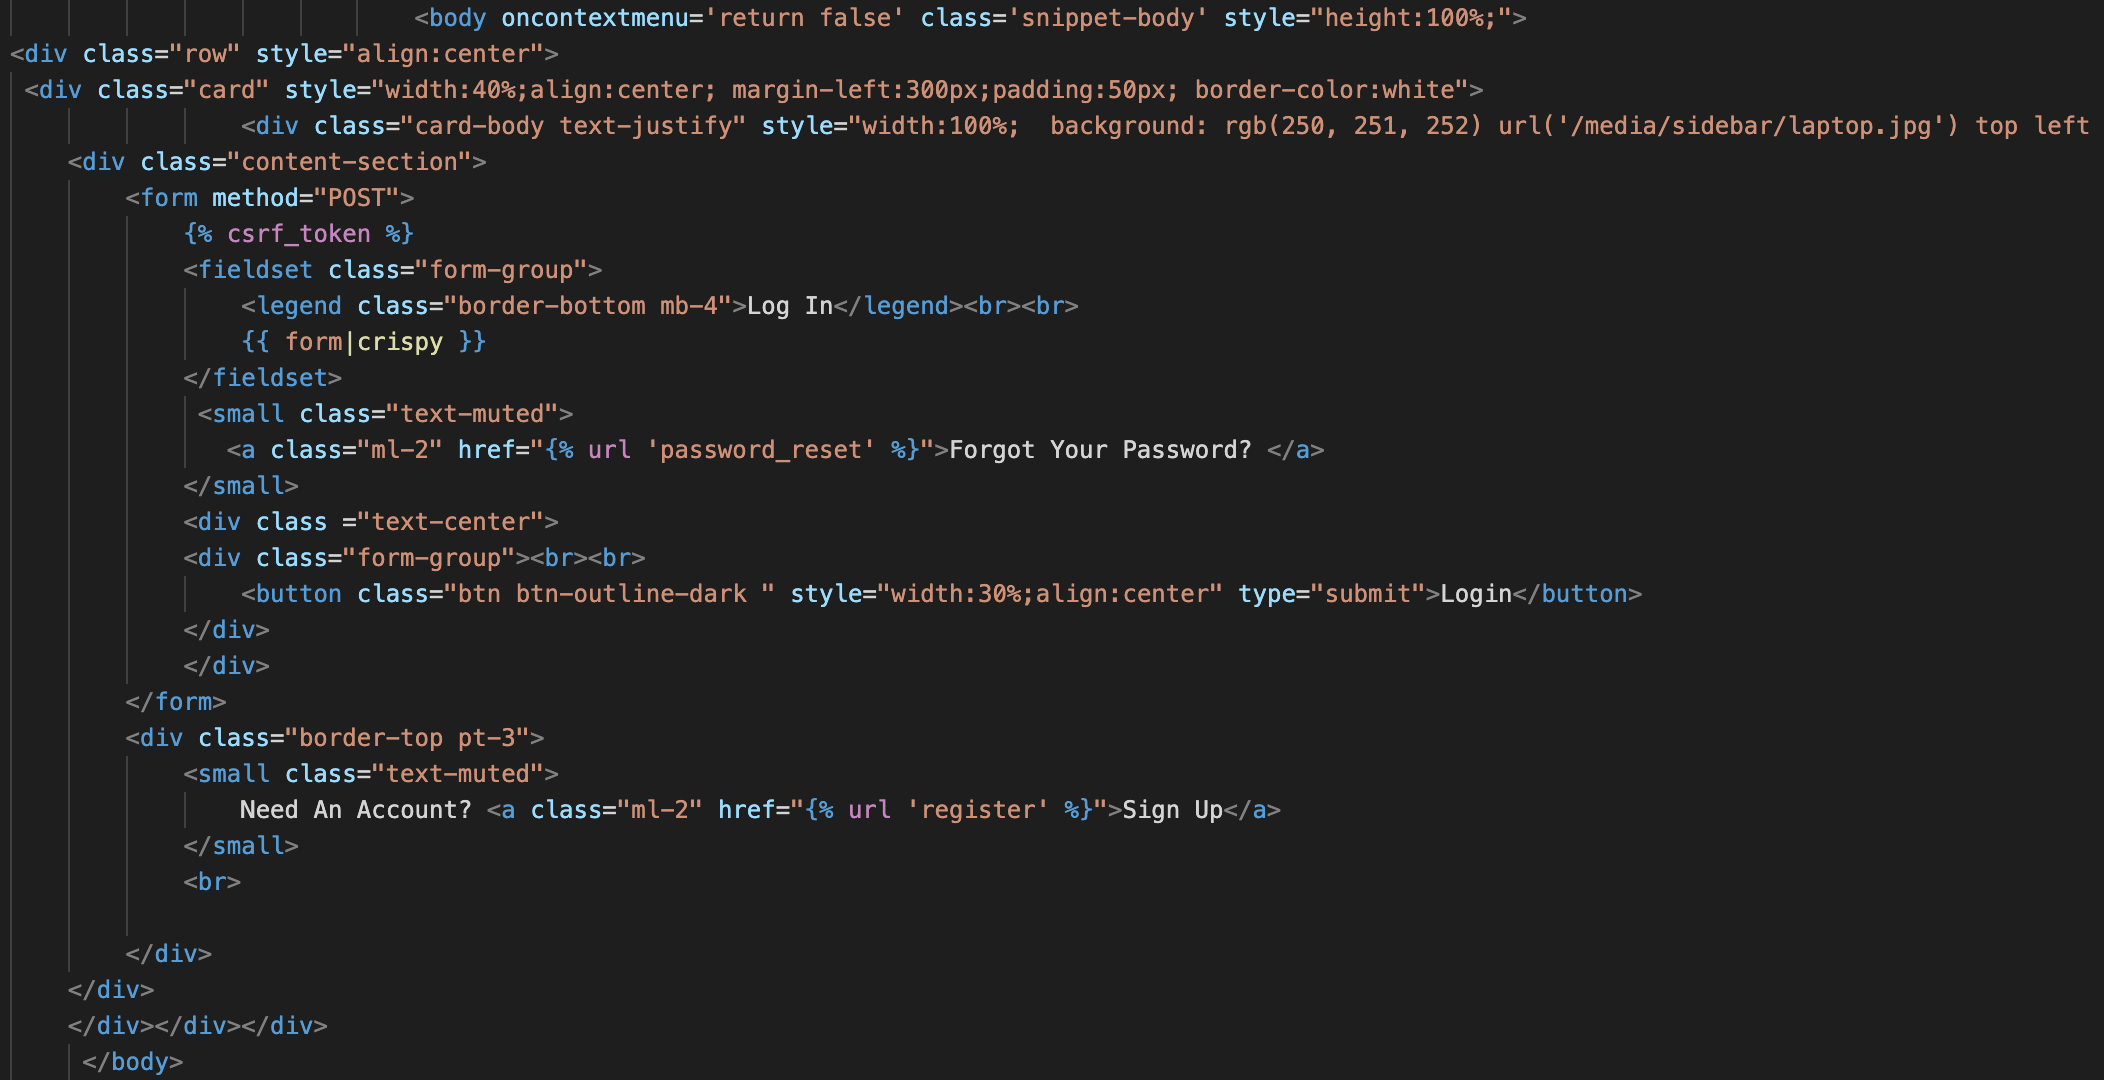 <body oncontextmenu='return false' class='snippet-body' style="height:100%;">
<div class="row" style="align:center">
<div class="card" style="width:40%;align:center; margin-left:300px;padding:50px; border-color:white">
<div class="card-body text-justify" style="width:100%;  background: rgb(250, 251, 252) url('/media/sidebar/laptop.jpg') top left
<div class="content-section">
<form method="POST">
{% csrf_token %}
<fieldset class="form-group">
<legend class="border-bottom mb-4">Log In</legend><br><br>
{{ form|crispy }}
</fieldset>
<small class="text-muted">
<a class="ml-2" href="{% url 'password_reset' %}">Forgot Your Password? </a>
</small>
<div class ="text-center">
<div class="form-group"><br><br>
<button class="btn btn-outline-dark " style="width:30%;align:center" type="submit">Login</button>
</div>
</div>
</form>
<div class="border-top pt-3">
<small class="text-muted">
Need An Account? <a class="ml-2" href="{% url 'register' %}">Sign Up</a>
</small>
<br>
</div>
</div>
</div></div></div>
</body>